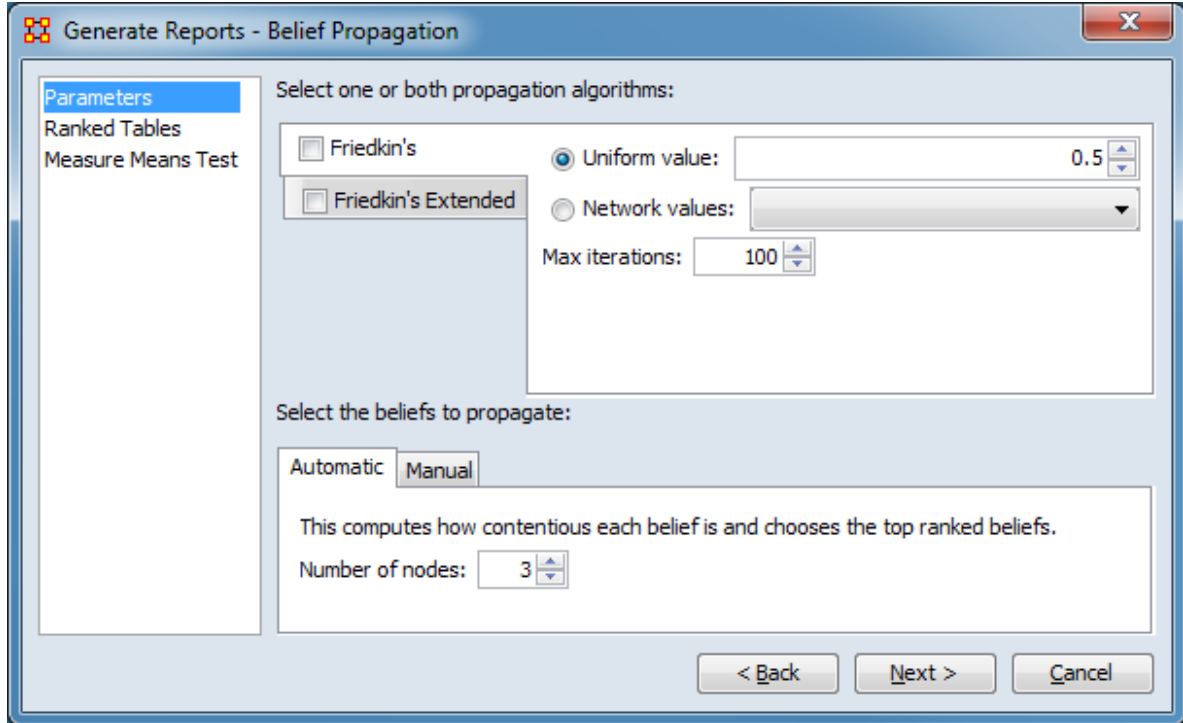 Generate Reports - Belief Propagation
X
Parameters
Ranked Tables
Measure Means Test
Select one or both propagation algorithms:
Friedkin's
Friedkin's Extended
Uniform value: 0.5
Network values:
Max iterations: 100
Select the beliefs to propagate:
Automatic Manual
This computes how contentious each belief is and chooses the top ranked beliefs.
Number of nodes: 3
< Back Next > Cancel